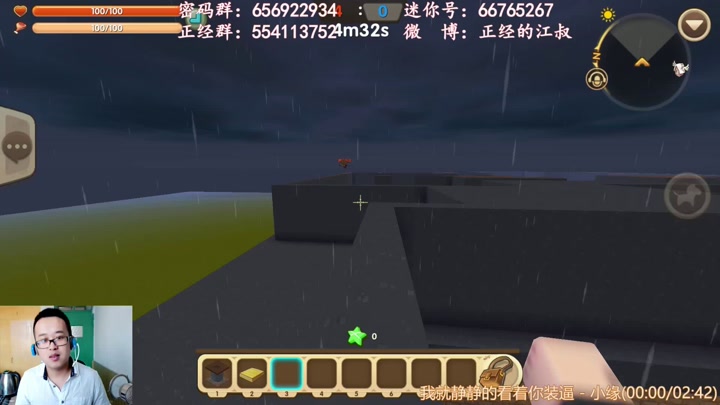 密码群：656922934 4 : 0 迷你号：66765267
正经群：554113752 4m32s 微 博：正经的江叔
100/100
100/100
N
0
1 2 3 4 5 6
我就静静的看着你装逼 - 小缘(00:00/02:42)